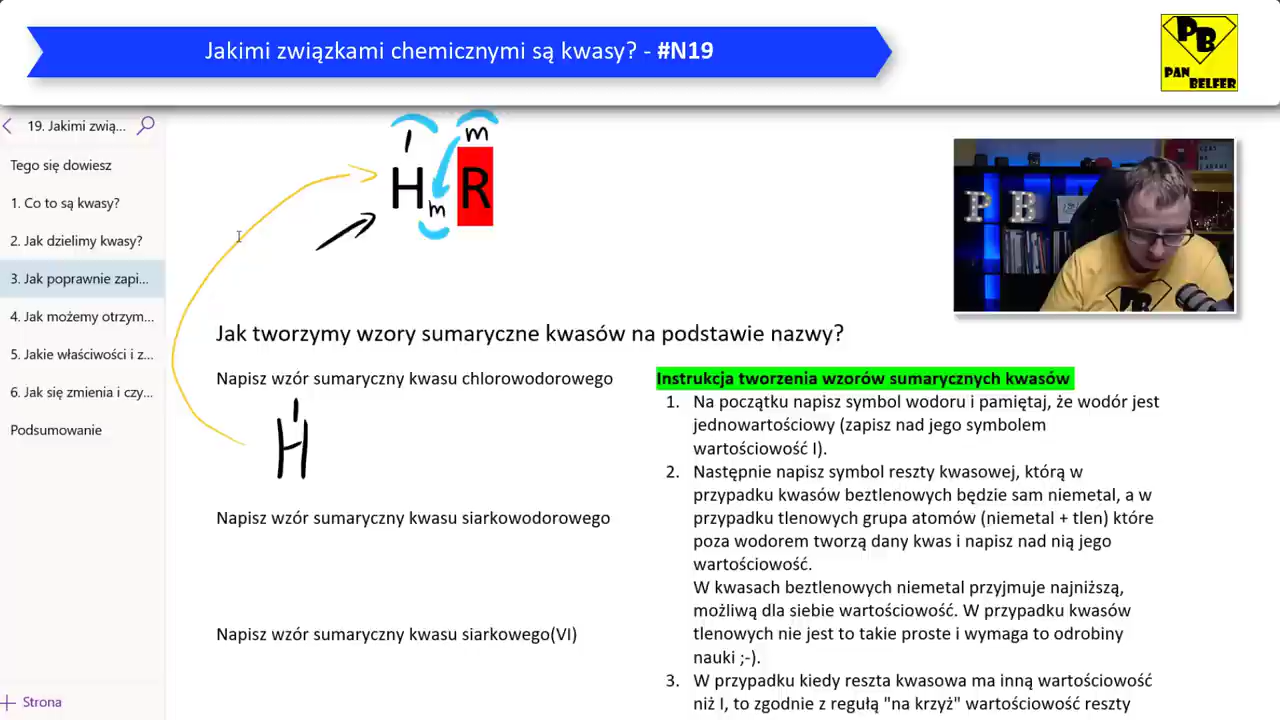 Jakimi związkami chemicznymi są kwasy? - #N19
PB
PAN
BELFER
19. Jakimi zwią...
Tego się dowiesz
1. Co to są kwasy?
2. Jak dzielimy kwasy?
3. Jak poprawnie zapi...
4. Jak możemy otrzym...
5. Jakie właściwości i z...
6. Jak się zmienia i czy...
Podsumowanie
Strona
I m
H m R
P B
Jak tworzymy wzory sumaryczne kwasów na podstawie nazwy?
Napisz wzór sumaryczny kwasu chlorowodorowego
I
H
Napisz wzór sumaryczny kwasu siarkowodorowego
Napisz wzór sumaryczny kwasu siarkowego(VI)
Instrukcja tworzenia wzorów sumarycznych kwasów
1. Na początku napisz symbol wodoru i pamiętaj, że wodór jest
jednowartościowy (zapisz nad jego symbolem
wartościowość I).
2. Następnie napisz symbol reszty kwasowej, którą w
przypadku kwasów beztlenowych będzie sam niemetal, a w
przypadku tlenowych grupa atomów (niemetal + tlen) które
poza wodorem tworzą dany kwas i napisz nad nią jego
wartościowość.
W kwasach beztlenowych niemetal przyjmuje najniższą,
możliwą dla siebie wartościowość. W przypadku kwasów
tlenowych nie jest to takie proste i wymaga to odrobiny
nauki ;-).
3. W przypadku kiedy reszta kwasowa ma inną wartościowość
niż I, to zgodnie z regułą "na krzyż" wartościowość reszty